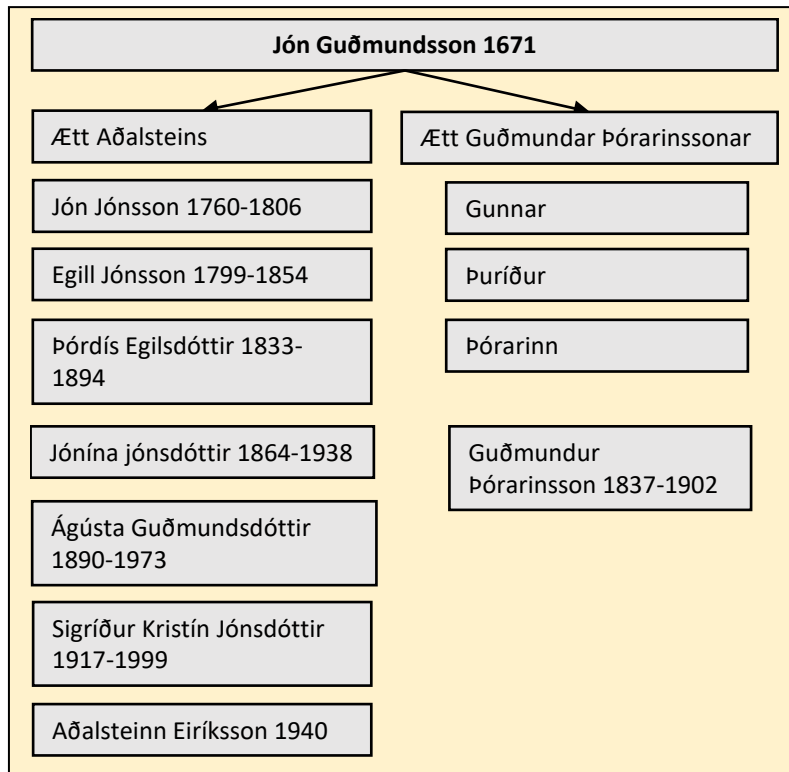 Jón Guðmundsson 1671
Ætt Aðalsteins
Jón Jónsson 1760-1806
Egill Jónsson 1799-1854
Þórdís Egilsdóttir 1833-
1894
Jónína jónsdóttir 1864-1938
Ágústa Guðmundsdóttir
1890-1973
Sigríður Kristín Jónsdóttir
1917-1999
Aðalsteinn Eiríksson 1940
Ætt Guðmundar Þórarinssonar
Gunnar
Þuríður
Þórarinn
Guðmundur
Þórarinsson 1837-1902